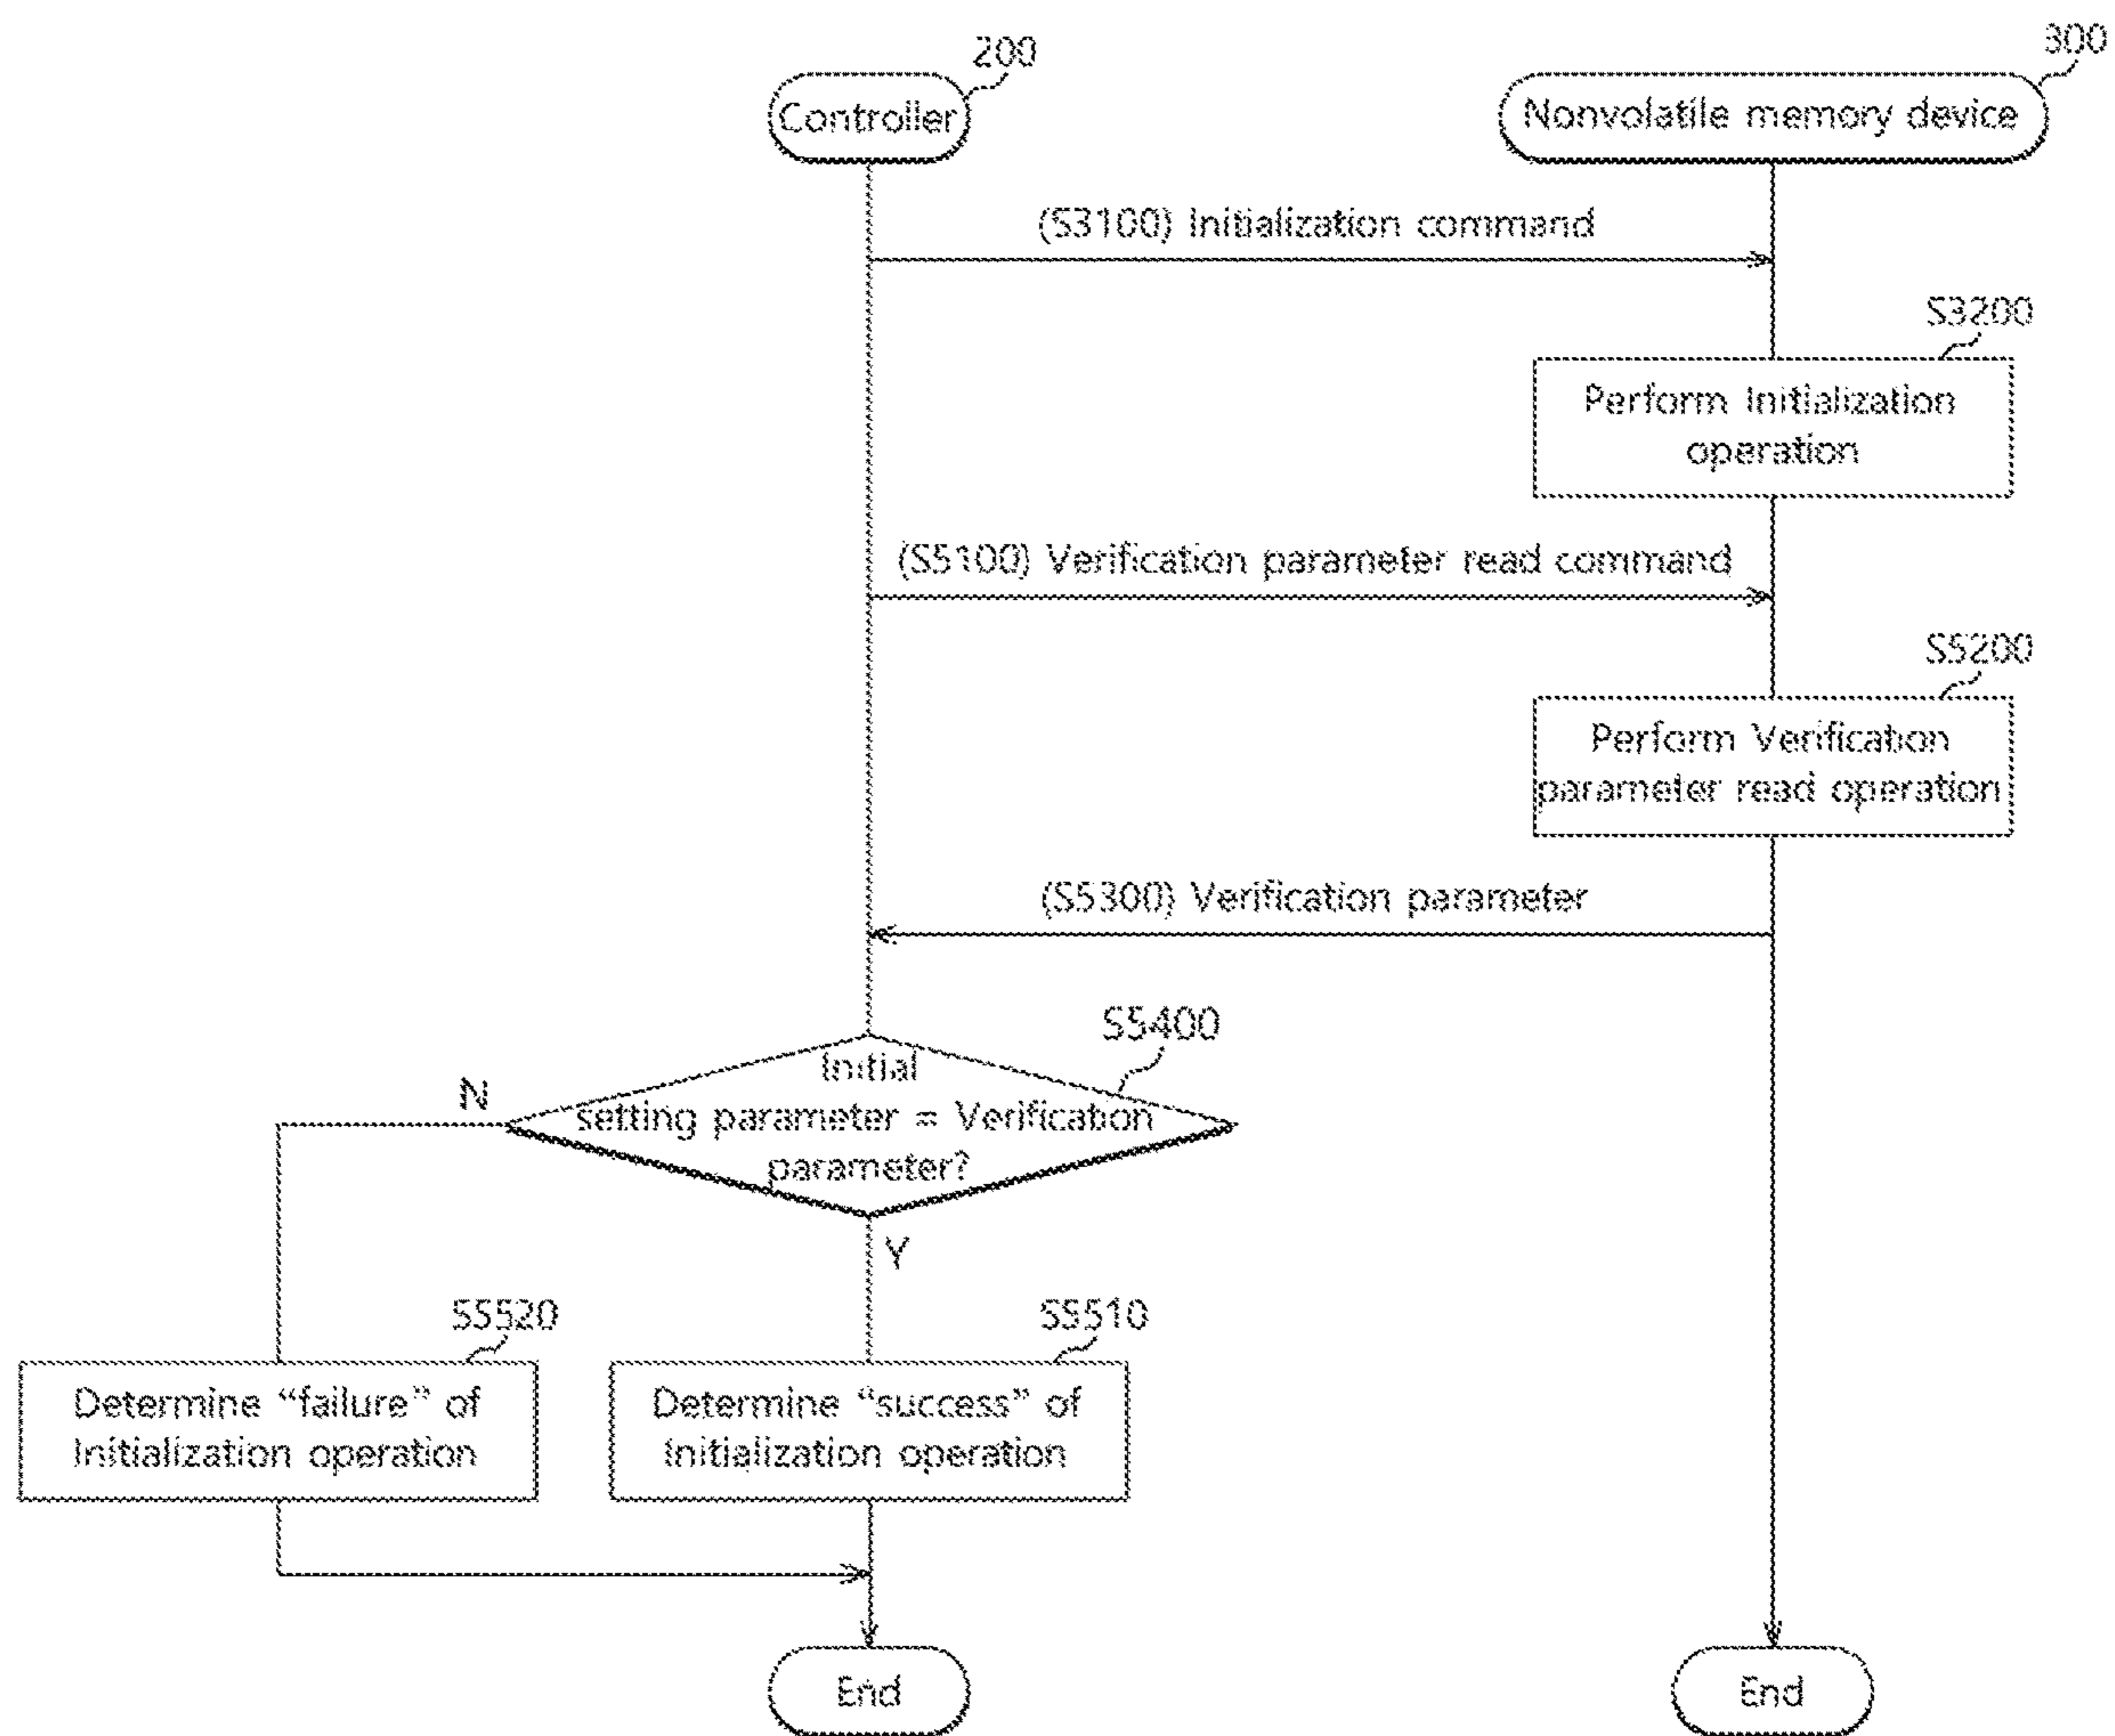 200
300
Controller
Nonvolatile memory device
(S3100) Initialization command
S3200
Perform Initialization
operation
(S5100) Verification parameter read command
S5200
Perform Verification
parameter read operation
(S5300) Verification parameter
S5400
Initial
setting parameter = Verification
parameter?
N
Y
S5520
S5510
Determine “failure” of
Initialization operation
Determine “success” of
Initialization operation
End
End